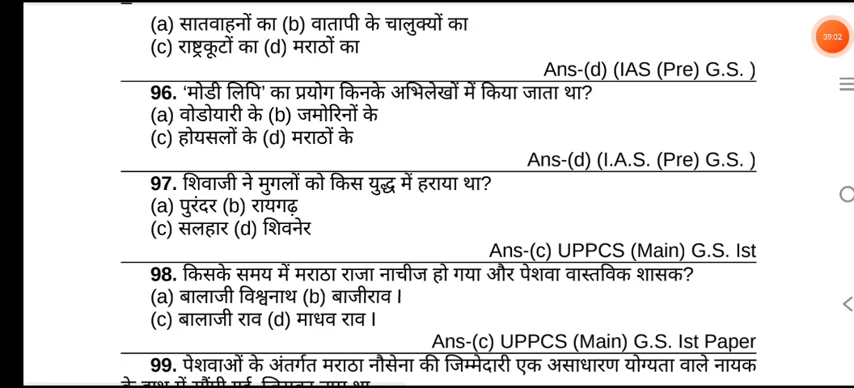 (a) सातवाहनों का (b) वातापी के चालुक्यों का
(c) राष्ट्रकूटों का (d) मराठों का
Ans-(d) (IAS (Pre) G.S. )
96. ‘मोडी लिपि’ का प्रयोग किनके अभिलेखों में किया जाता था?
(a) वोडोयारी के (b) जमोरिनों के
(c) होयसलों के (d) मराठों के
Ans-(d) (I.A.S. (Pre) G.S. )
97. शिवाजी ने मुगलों को किस युद्ध में हराया था?
(a) पुरंदर (b) रायगढ़
(c) सलहार (d) शिवनेर
Ans-(c) UPPCS (Main) G.S. Ist
98. किसके समय में मराठा राजा नाचीज हो गया और पेशवा वास्तविक शासक?
(a) बालाजी विश्वनाथ (b) बाजीराव I
(c) बालाजी राव (d) माधव राव I
Ans-(c) UPPCS (Main) G.S. Ist Paper
99. पेशवाओं के अंतर्गत मराठा नौसेना की जिम्मेदारी एक असाधारण योग्यता वाले नायक
39:02